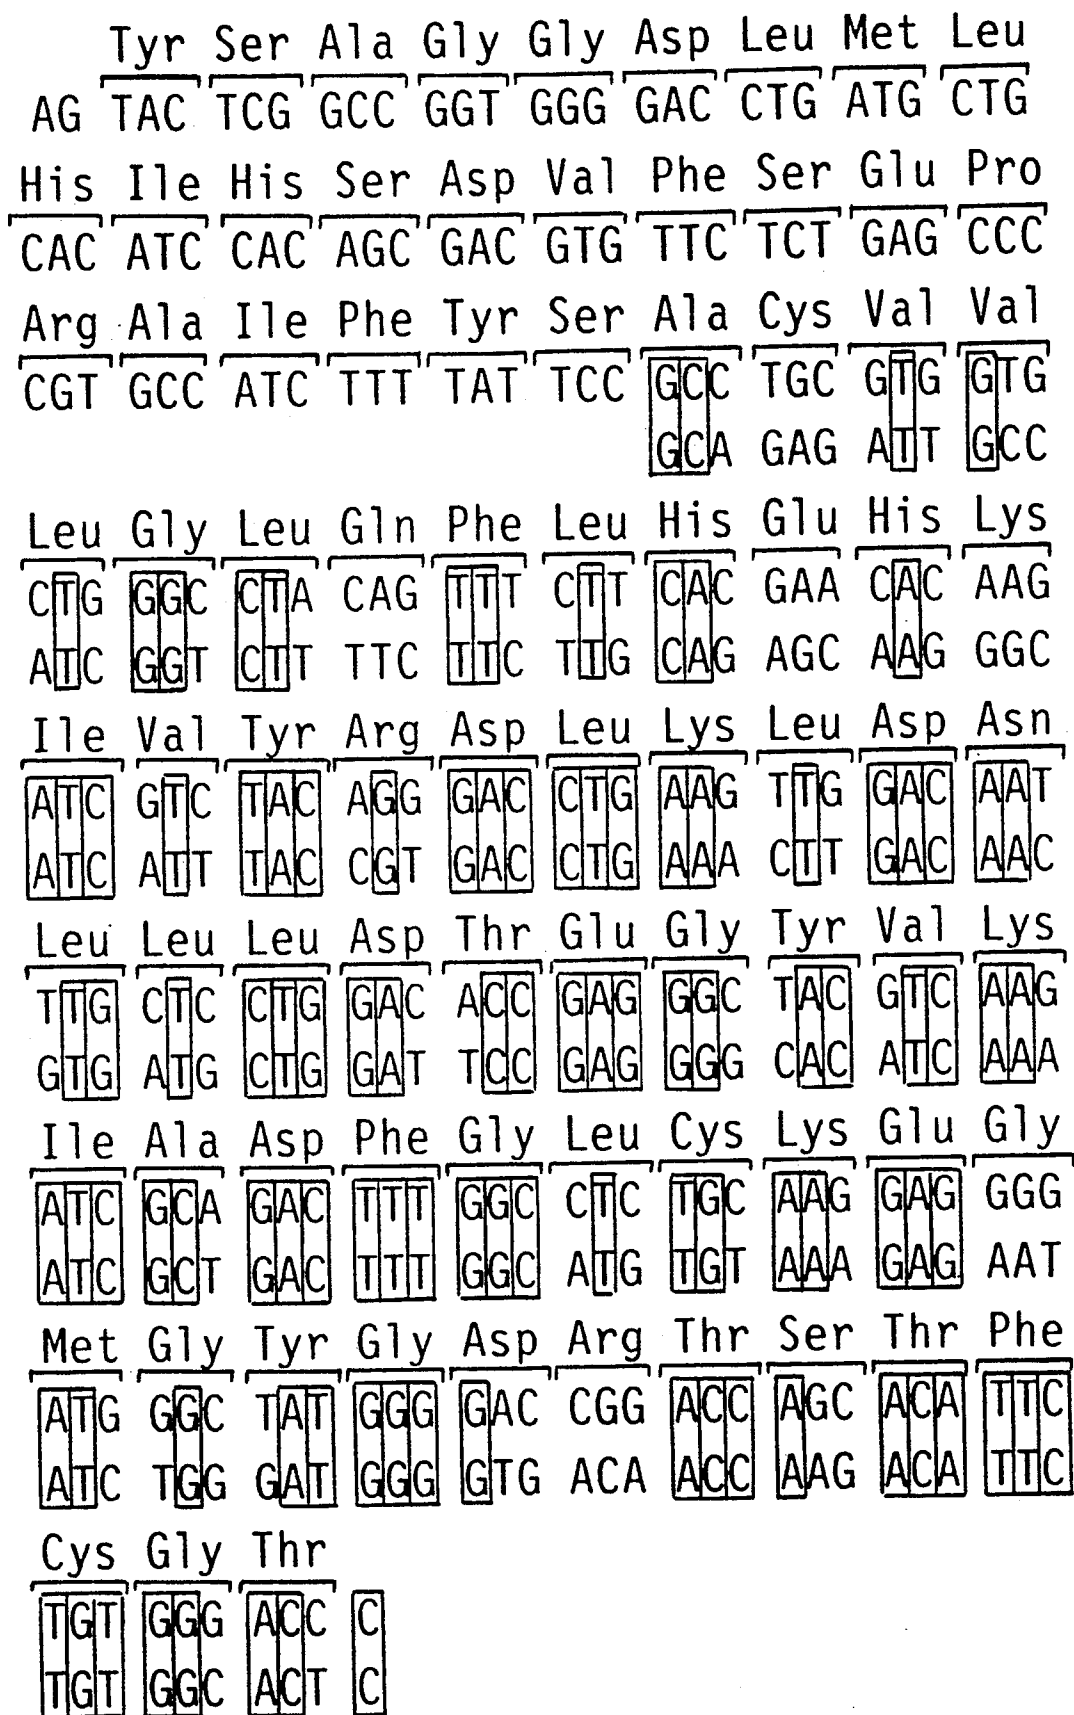 Tyr Ser Ala Gly Gly Asp Leu Met Leu
AG TAC TCG GCC GGT GGG GAC CTG ATG CTG
His Ile His Ser Asp Val Phe Ser Glu Pro
CAC ATC CAC AGC GAC GTG TTC TCT GAG CCC
Arg Ala Ile Phe Tyr Ser Ala Cys Val Val
CGT GCC ATC TTT TAT TCC GCC TGC GTG GTG
GCA GAG ATT GCC
Leu Gly Leu Gln Phe Leu His Glu His Lys
CTG GGC CTA CAG TTT CTT CAC GAA CAC AAG
ATC GGT CTT TTC TTC TTG CAG AGC AAG GGC
Ile Val Tyr Arg Asp Leu Lys Leu Asp Asn
ATC GTC TAC AGG GAC CTG AAG TTG GAC AAT
ATC ATT TAC CGT GAC CTG AAA CTT GAC AAC
Leu Leu Leu Asp Thr Glu Gly Tyr Val Lys
TTG CTC CTG GAC ACC GAG GGC TAC GTC AAG
GTG ATG CTG GAT TCC GAG GGG CAC ATC AAA
Ile Ala Asp Phe Gly Leu Cys Lys Glu Gly
ATC GCA GAC TTT GGC CTC TGC AAG GAG GGG
ATC GCT GAC TTT GGC ATG TGT AAA GAG AAT
Met Gly Tyr Gly Asp Arg Thr Ser Thr Phe
ATG GGC TAT GGG GAC CGG ACC AGC ACA TTC
ATC TGG GAT GGG GTG ACA ACC AAG ACA TTC
Cys Gly Thr
TGT GGG ACC C
TGT GGC ACT C